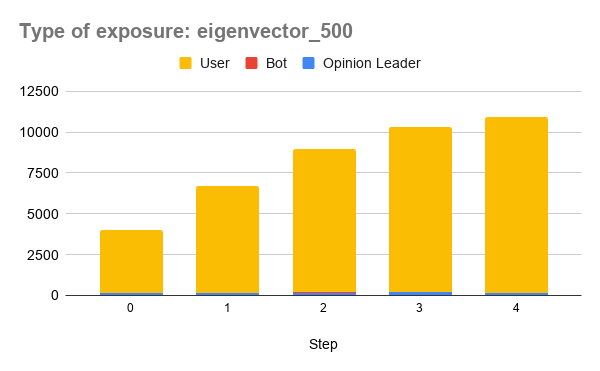 Type of exposure: eigenvector_500
User Bot Opinion Leader
12500
10000
7500
5000
2500
0
0 1 2 3 4
Step